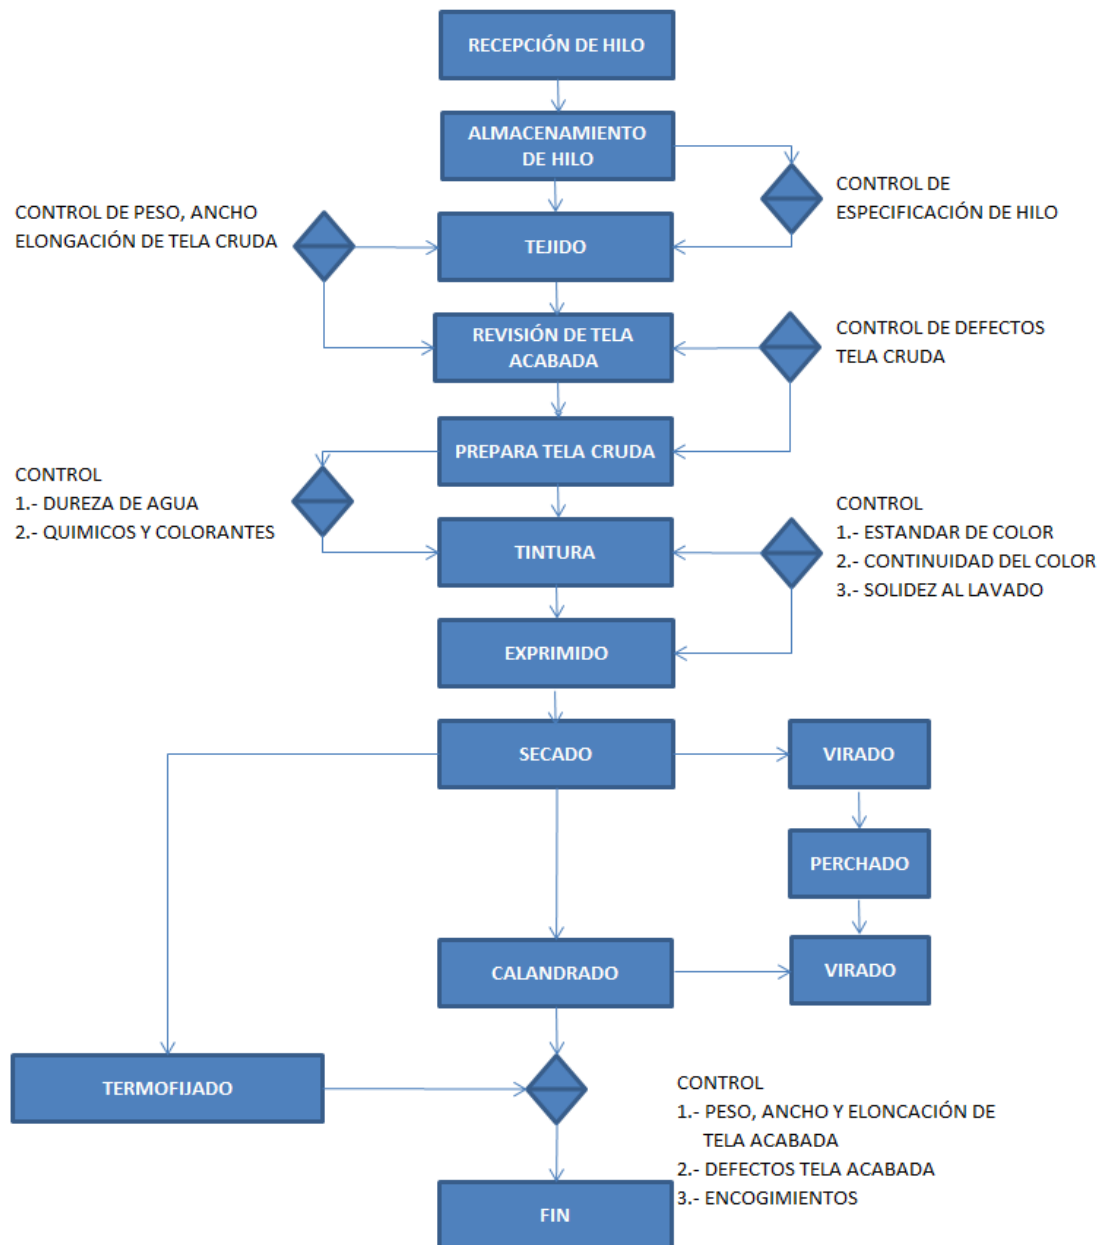 RECEPCIÓN DE HILO
ALMACENAMIENTO
DE HILO
CONTROL DE
ESPECIFICACIÓN DE HILO
CONTROL DE PESO, ANCHO
ELONGACIÓN DE TELA CRUDA
TEJIDO
REVISIÓN DE TELA
ACABADA
CONTROL DE DEFECTOS
TELA CRUDA
PREPARA TELA CRUDA
CONTROL
1.- DUREZA DE AGUA
2.- QUIMICOS Y COLORANTES
TINTURA
CONTROL
1.- ESTANDAR DE COLOR
2.- CONTINUIDAD DEL COLOR
3.- SOLIDEZ AL LAVADO
EXPRIMIDO
SECADO
VIRADO
PERCHADO
CALANDRADO
VIRADO
TERMOFIJADO
CONTROL
1.- PESO, ANCHO Y ELONCACIÓN DE
TELA ACABADA
2.- DEFECTOS TELA ACABADA
3.- ENCOGIMIENTOS
FIN